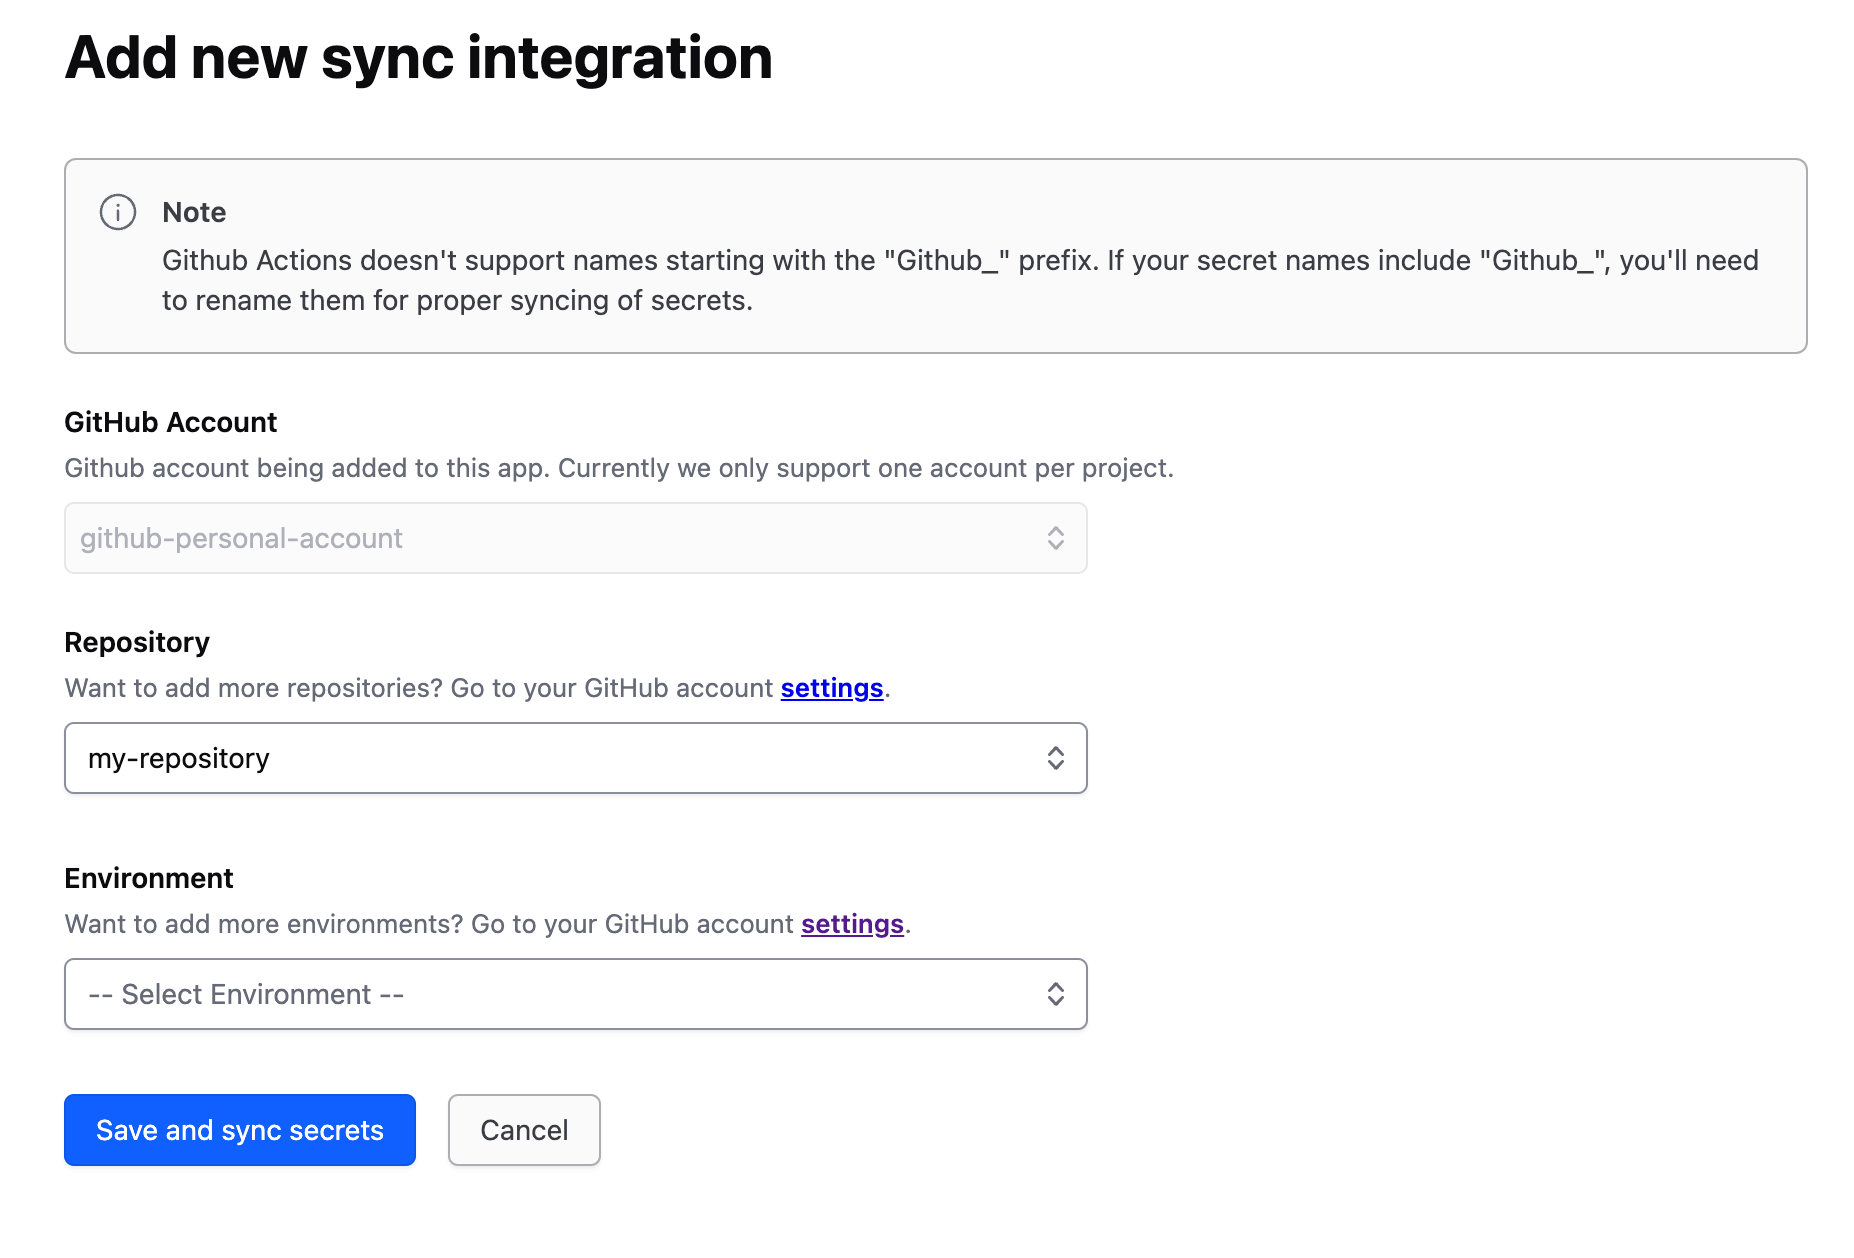 Add new sync integration
Note
Github Actions doesn't support names starting with the "Github_" prefix. If your secret names include "Github_", you'll need
to rename them for proper syncing of secrets.
GitHub Account
Github account being added to this app. Currently we only support one account per project.
github-personal-account
Repository
Want to add more repositories? Go to your GitHub account settings.
my-repository
Environment
Want to add more environments? Go to your GitHub account settings.
-- Select Environment --
Save and sync secrets
Cancel